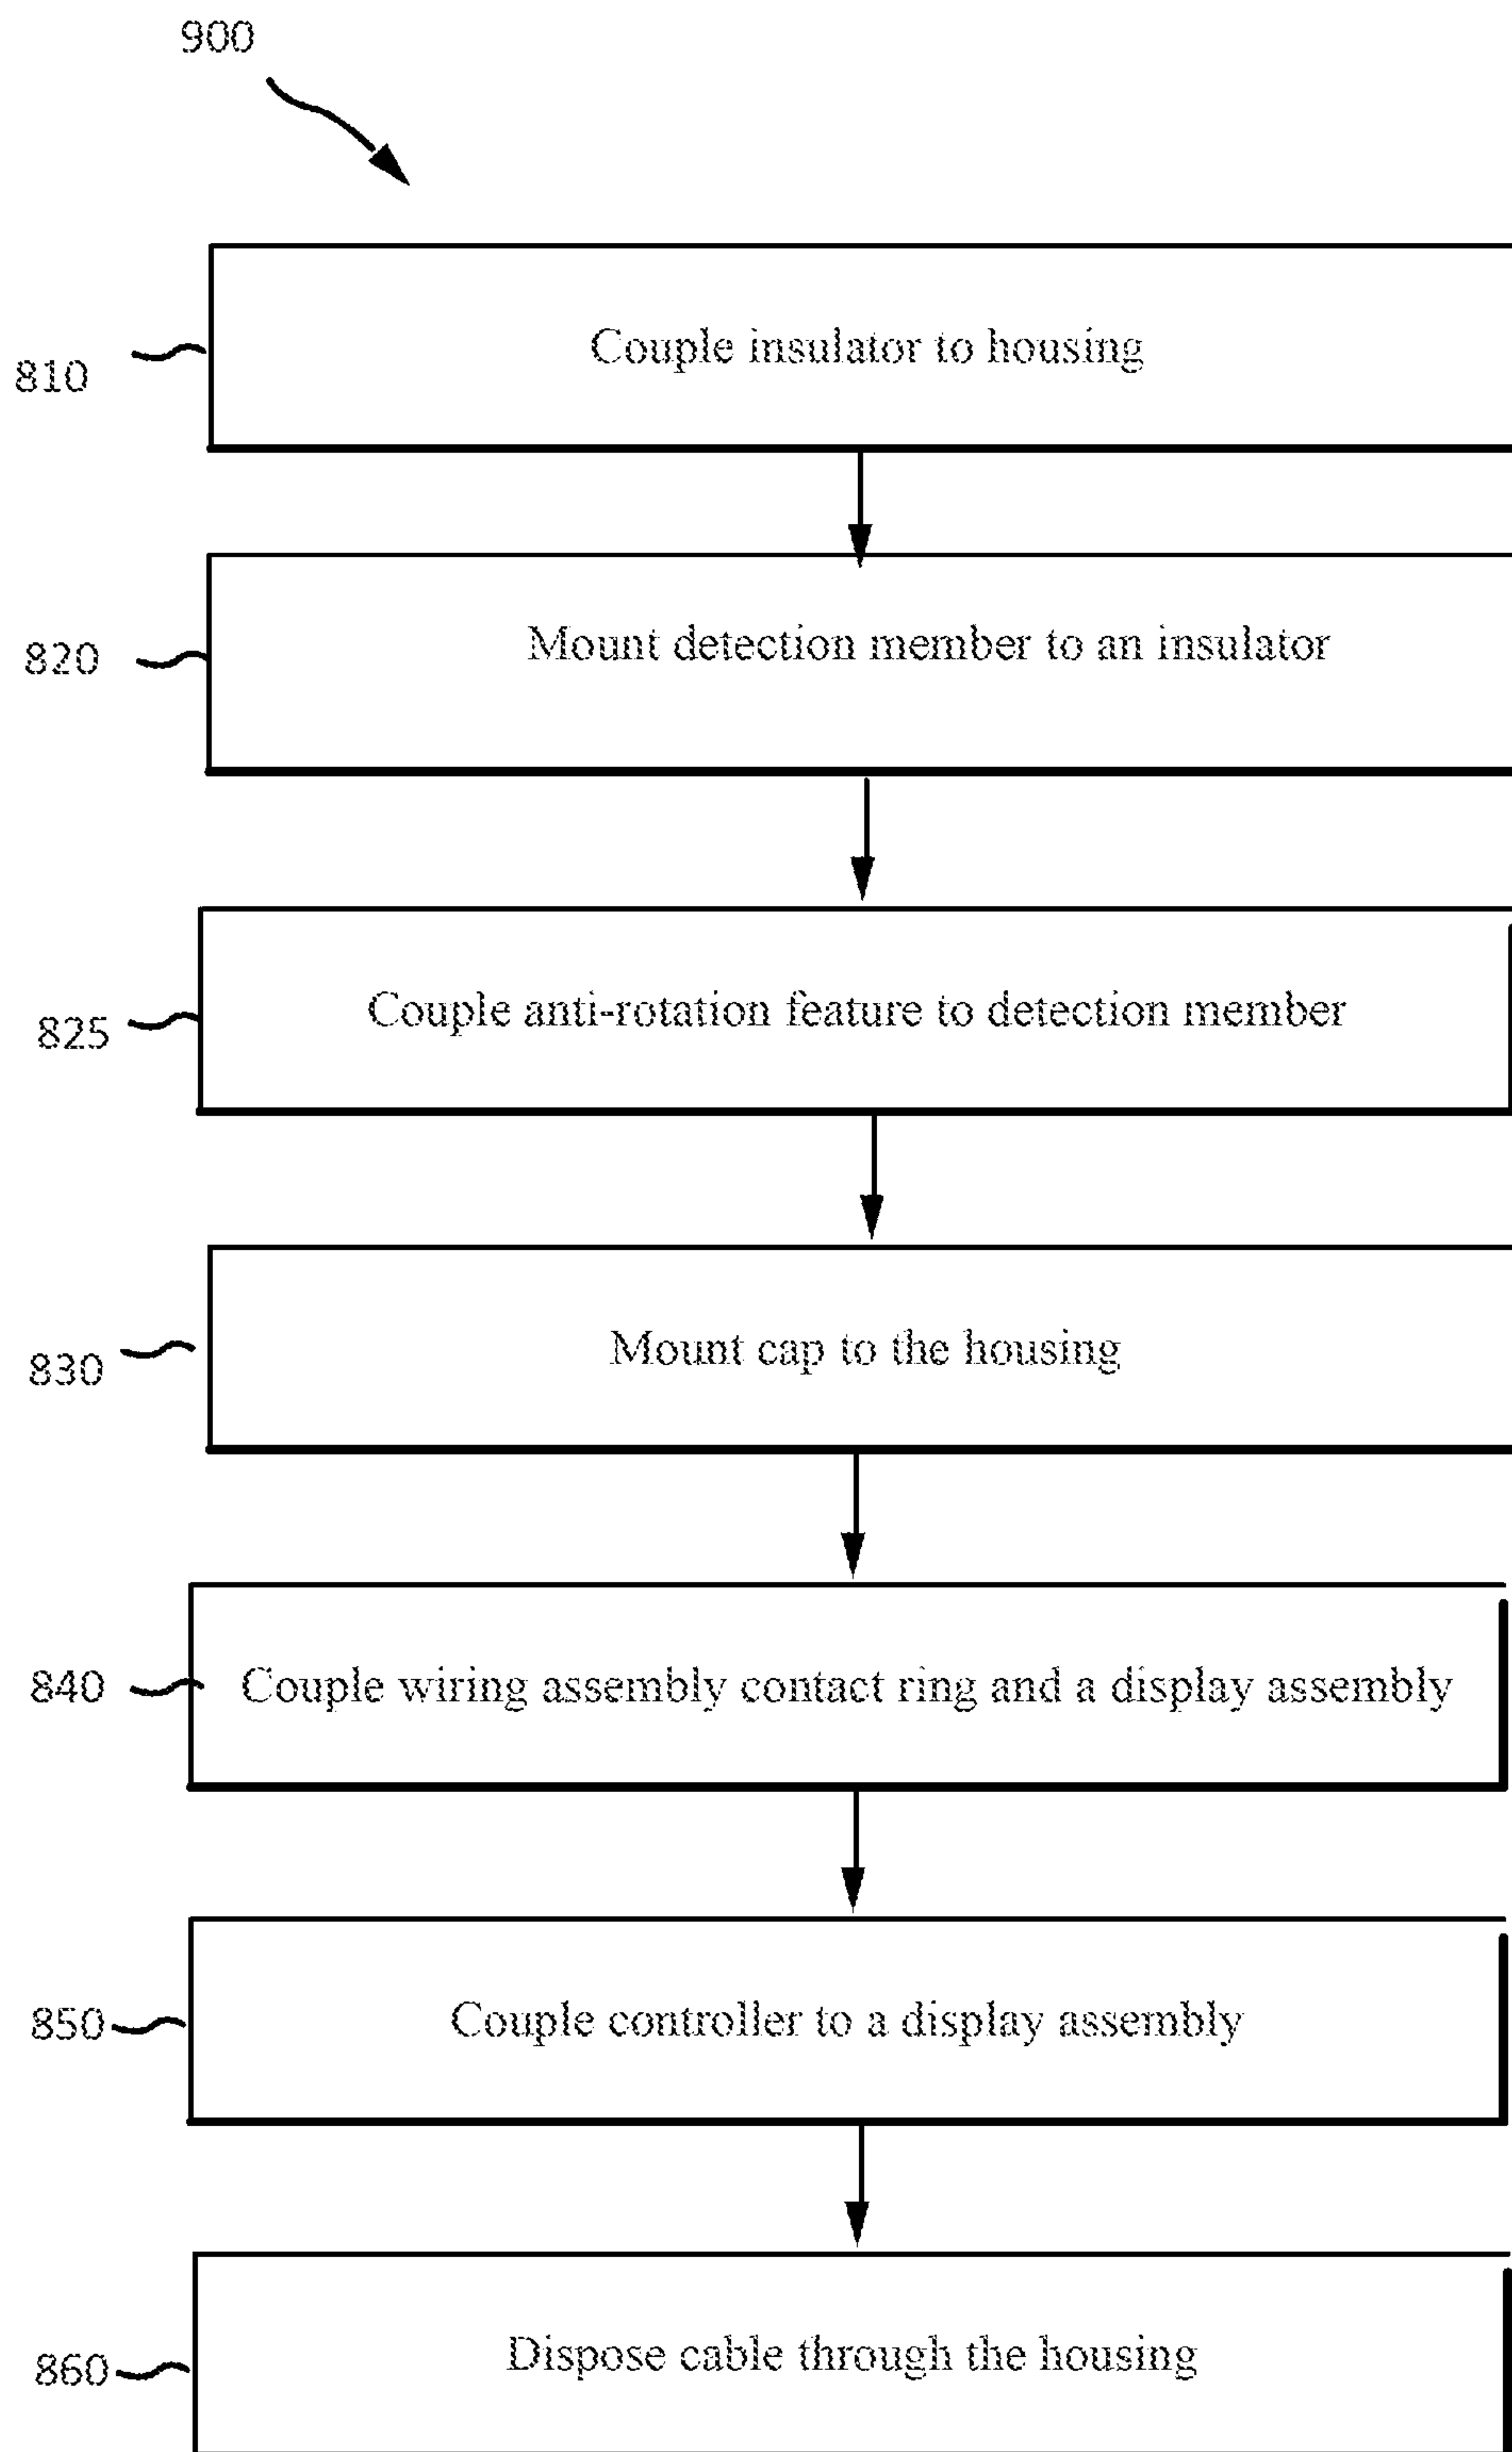 900
810
Couple insulator to housing
820
Mount detection member to an insulator
825
Couple anti-rotation feature to detection member
830
Mount cap to the housing
840
Couple wiring assembly contact ring and a display assembly
850
Couple controller to a display assembly
860
Dispose cable through the housing